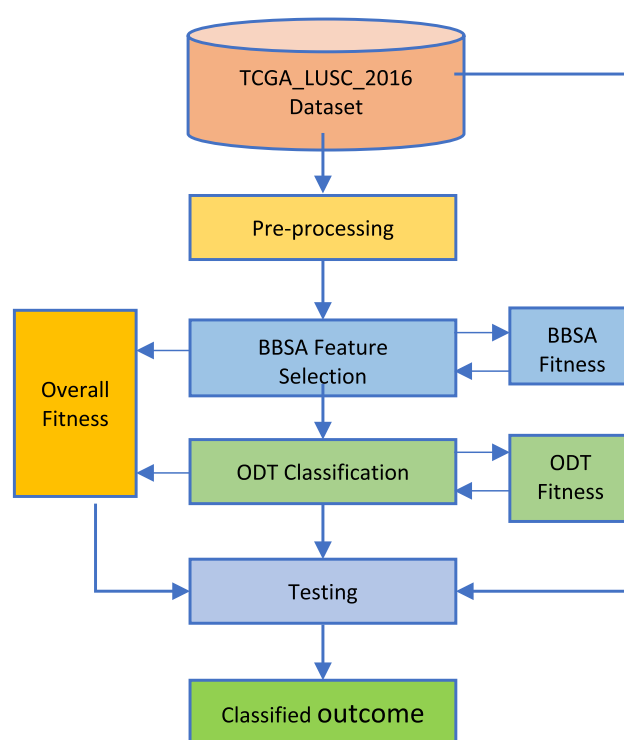 TCGA_LUSC_2016
Dataset
Pre-processing
BBSA Feature
Selection
BBSA
Fitness
Overall
Fitness
ODT Classification
ODT
Fitness
Testing
Classified outcome